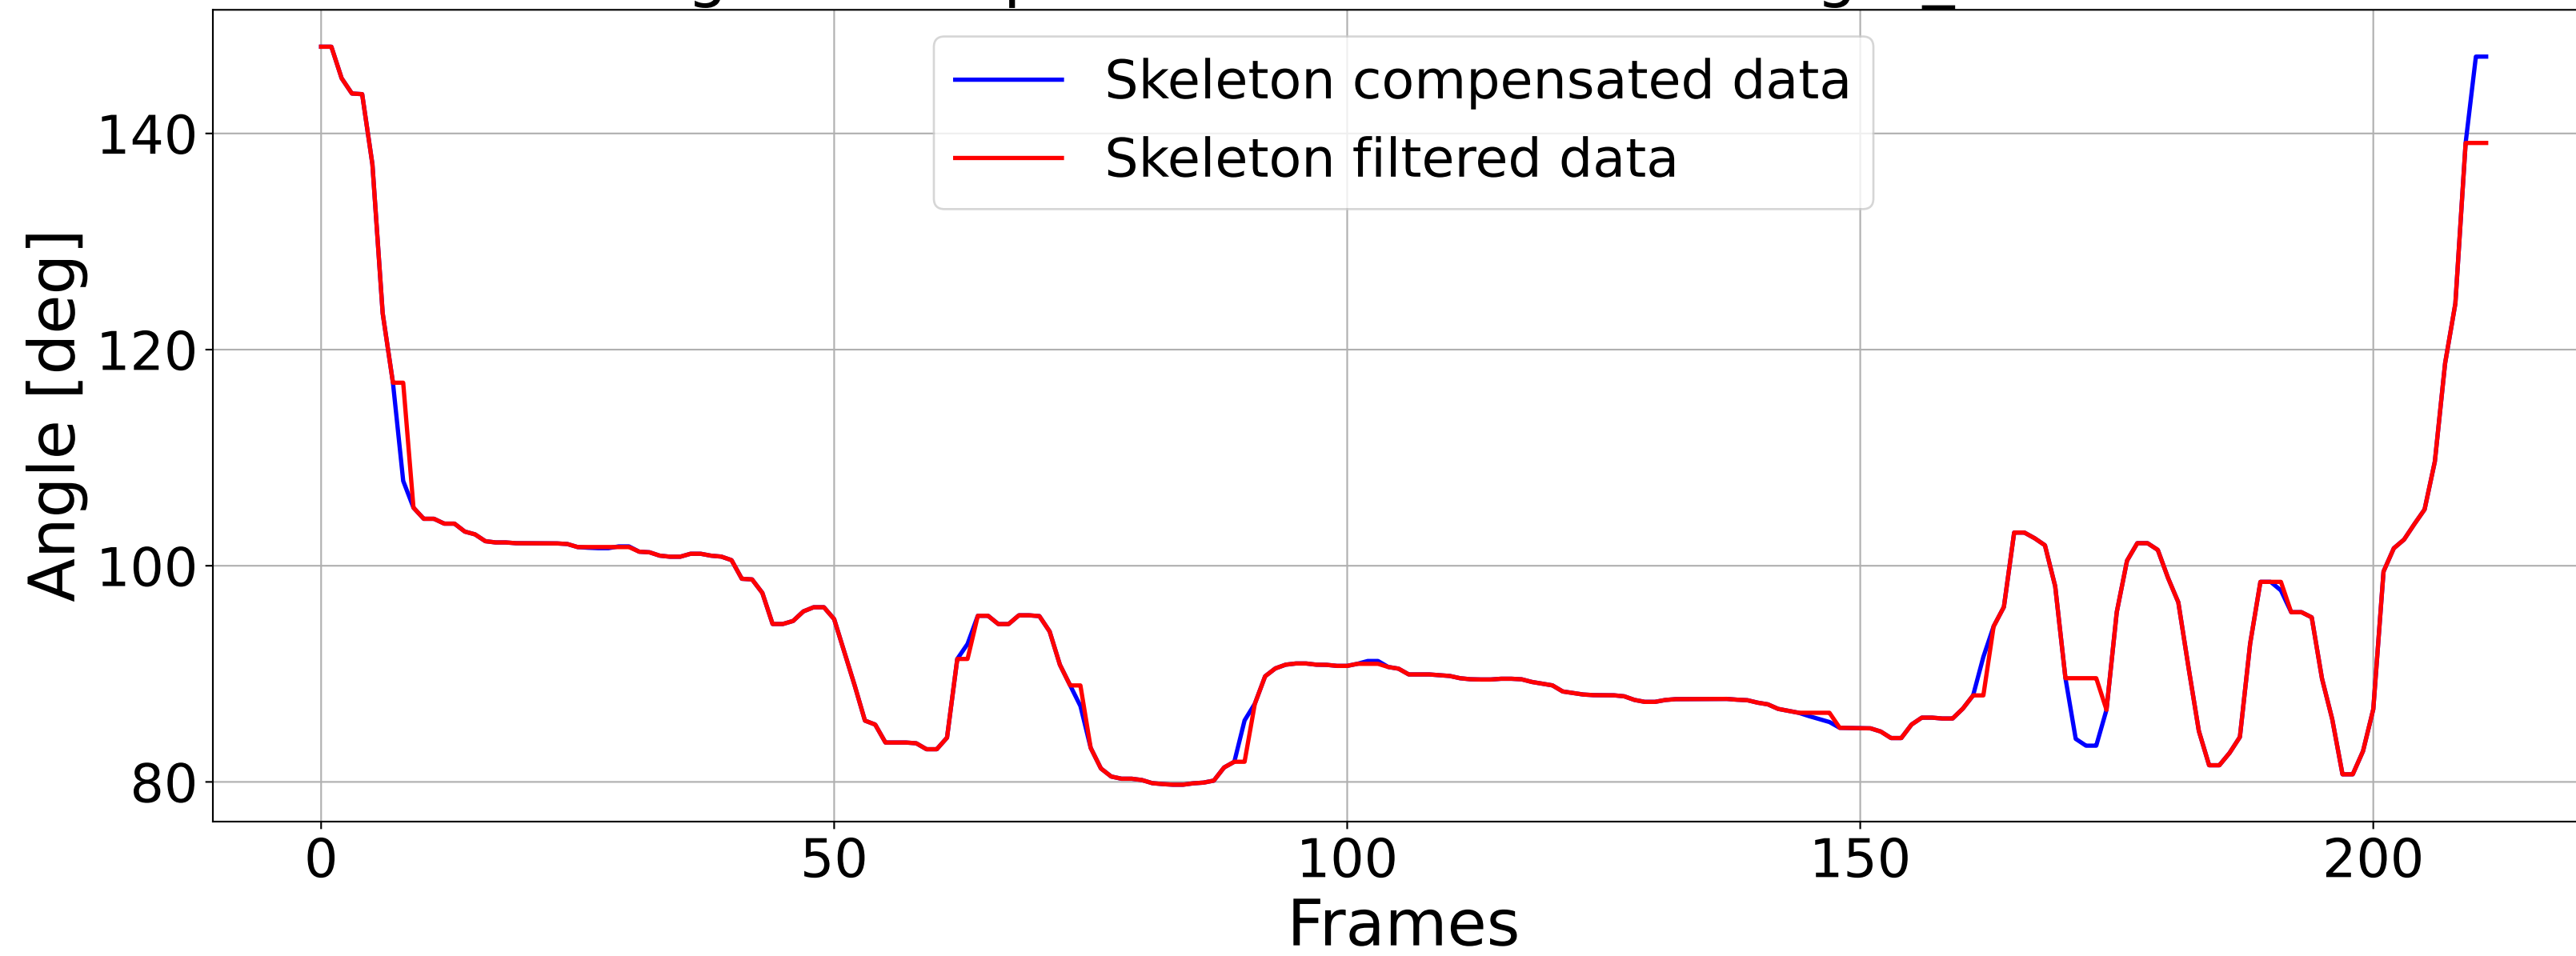 Skeleton compensated data
Skeleton filtered data
Angle [deg]
140
120
100
80
0 50 100 150 200
Frames